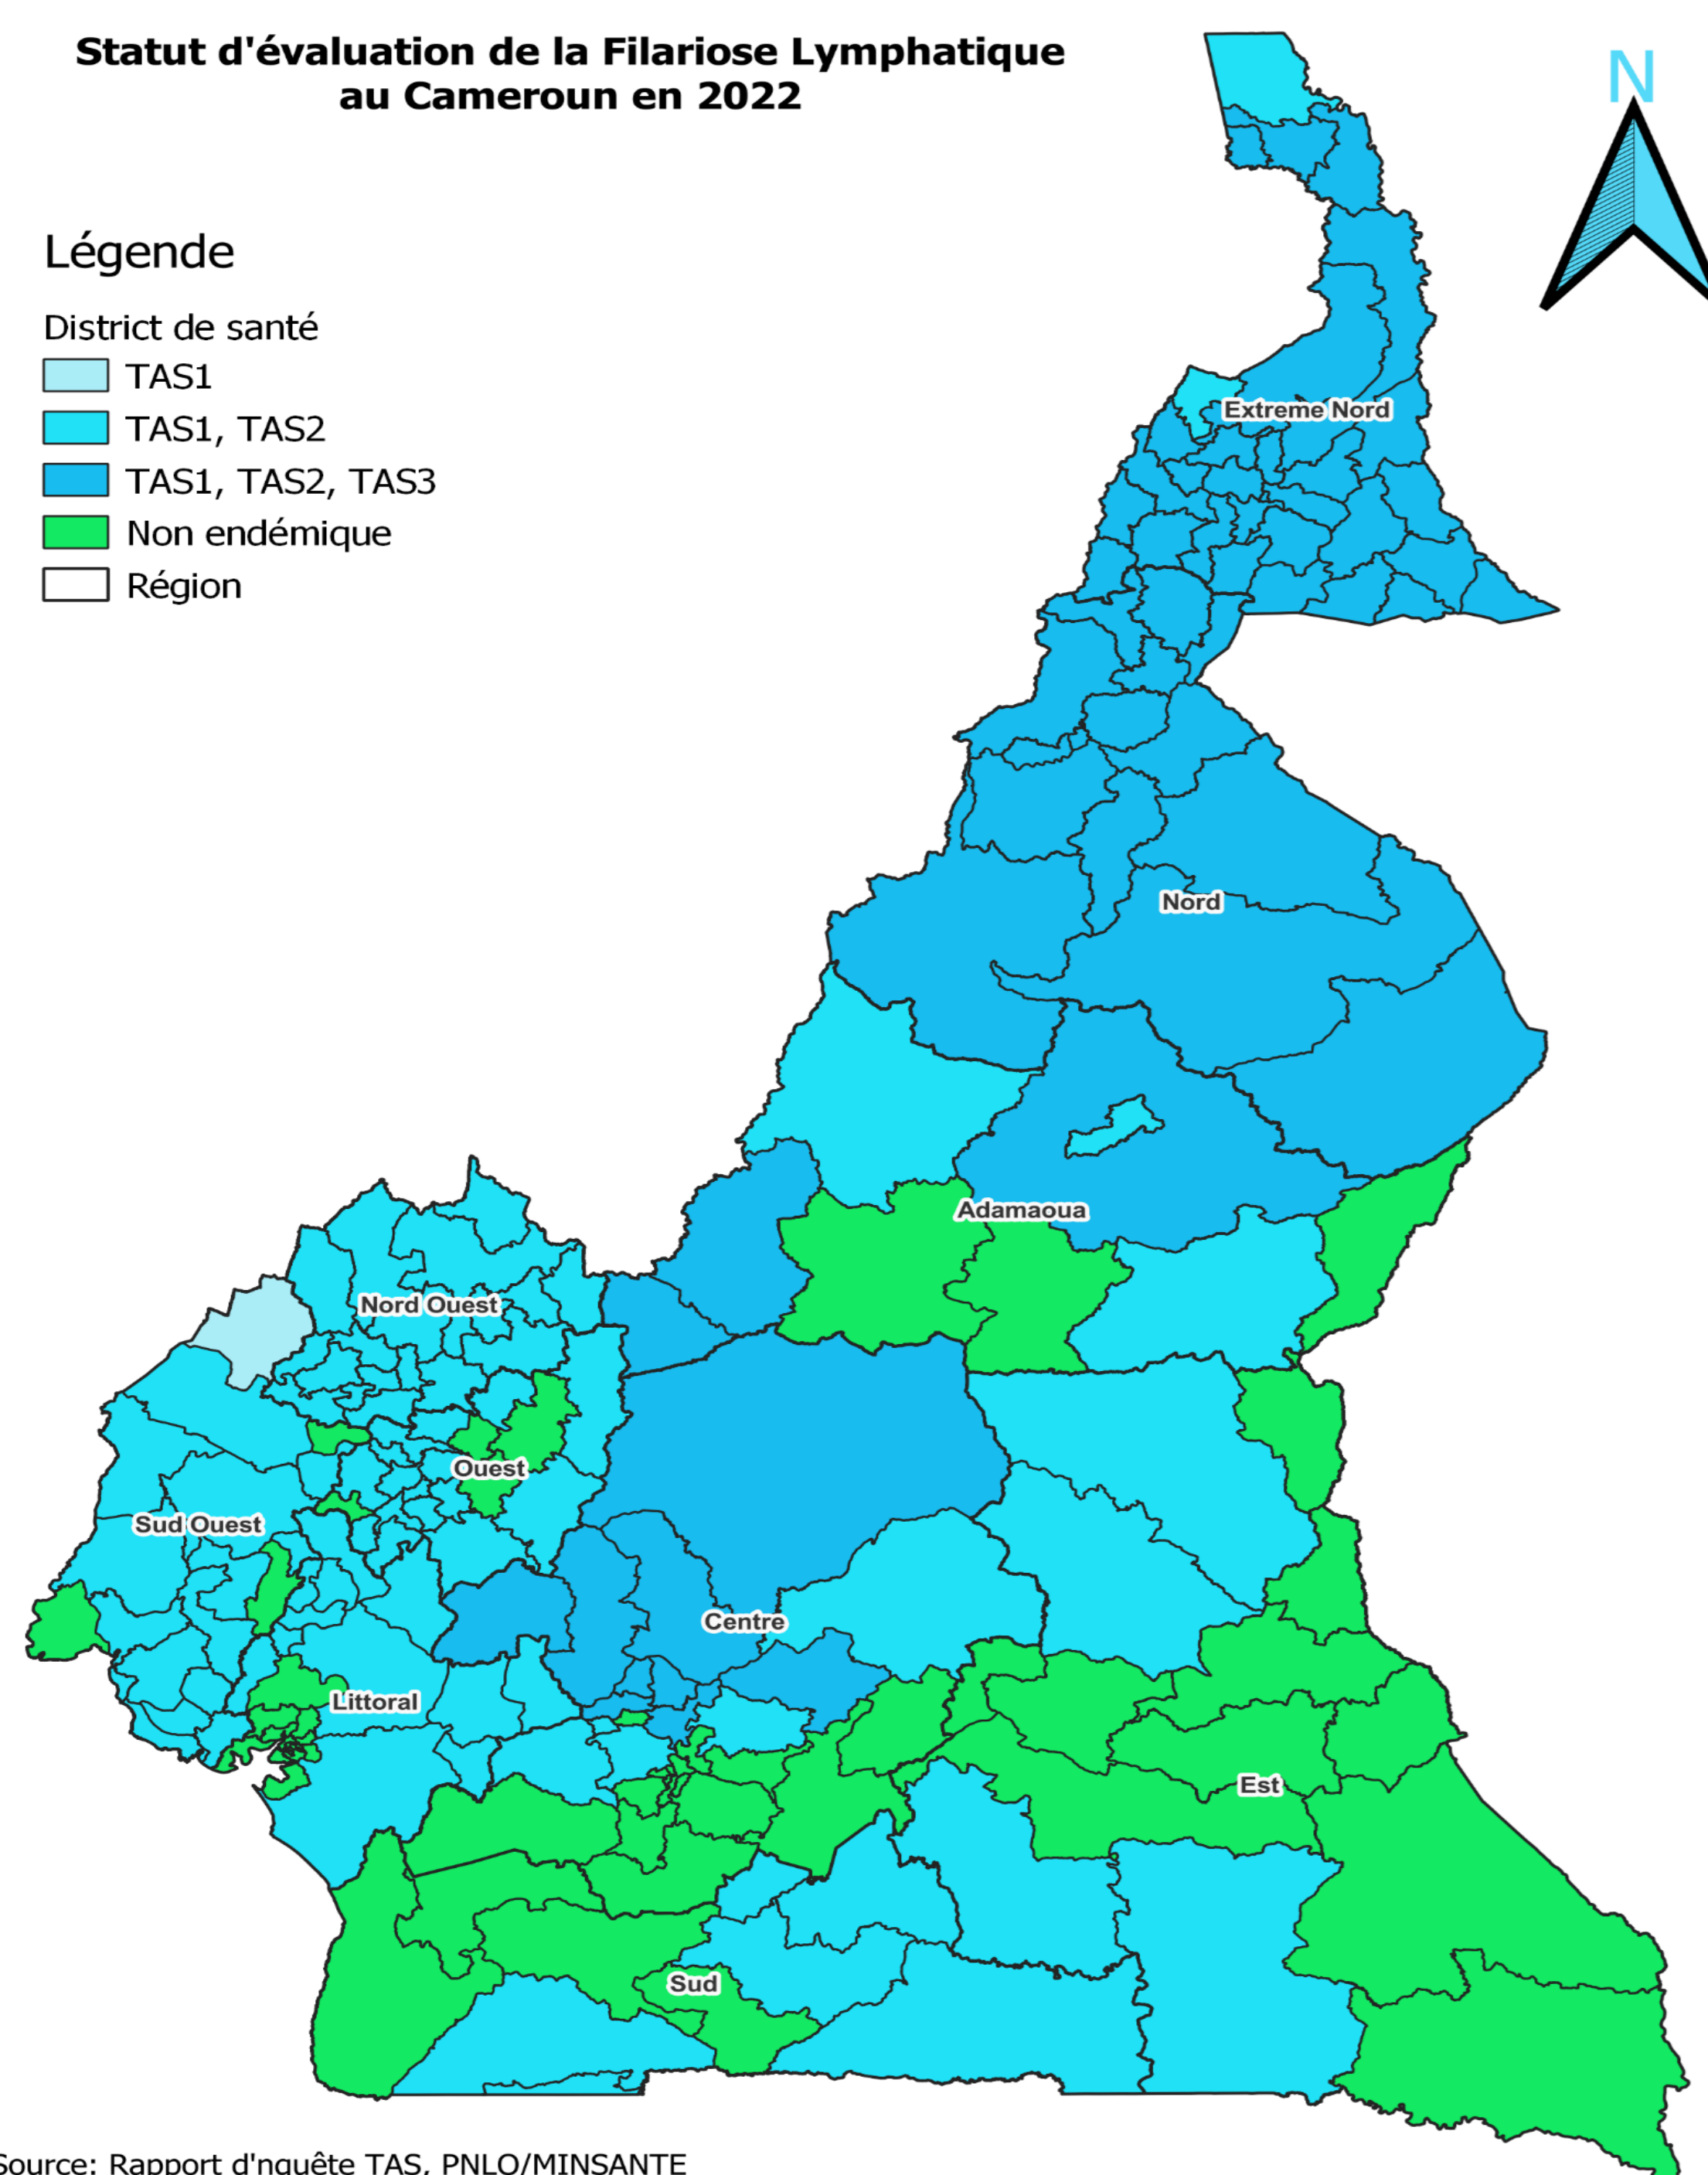 Statut d'évaluation de la Filariose Lymphatique
au Cameroun en 2022
N
Légende
District de santé
TAS1
TAS1, TAS2
TAS1, TAS2, TAS3
Non endémique
Région
Extreme Nord
Nord
Adamaoua
Nord Ouest
Ouest
Sud Ouest
Centre
Littoral
Est
Sud
Source: Rapport d'nquête TAS, PNLO/MINSANTE